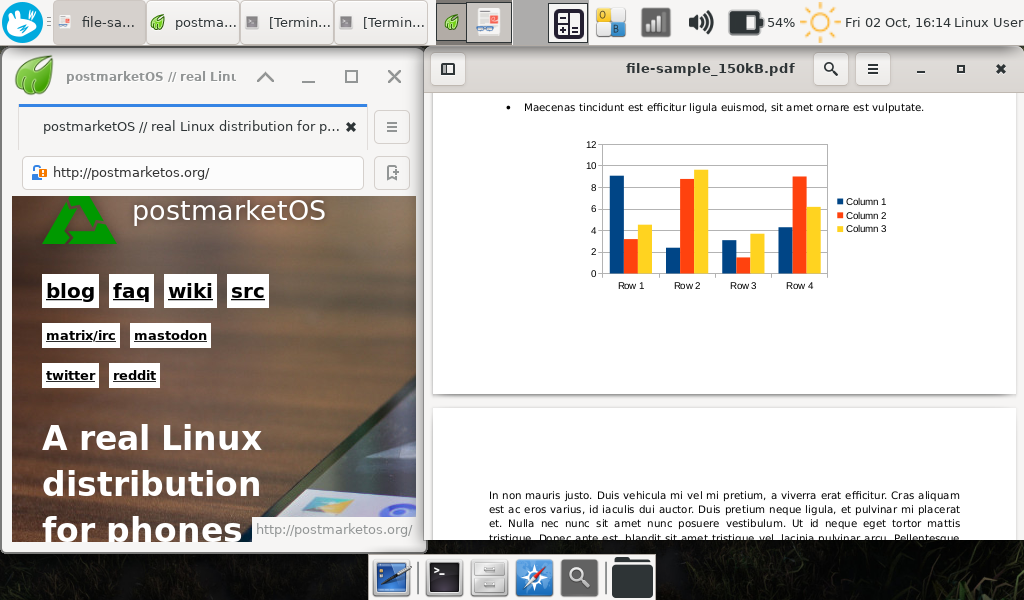 file-sa...
postma...
[Termin...
[Termin...
54%
Fri 02 Oct, 16:14
Linux User
postmarketOS // real Linu
postmarketOS // real Linux distribution for p...
http://postmarketos.org/
postmarketOS
blog faq wiki src
matrix/irc mastodon
twitter reddit
A real Linux
distribution
for phones
http://postmarketos.org/
file-sample_150kB.pdf
• Maecenas tincidunt est efficitur ligula euismod, sit amet ornare est vulputate.
12
10
8
6
4
2
0
Row 1 Row 2 Row 3 Row 4
Column 1
Column 2
Column 3
In non mauris justo. Duis vehicula mi vel mi pretium, a viverra erat efficitur. Cras aliquam
est ac eros varius, id iaculis dui auctor. Duis pretium neque ligula, et pulvinar mi placerat
et. Nulla nec nunc sit amet nunc posuere vestibulum. Ut id neque eget tortor mattis
tristique. Donec ante est, blandit sit amet tristique vel, lacinia pulvinar arcu. Pellentesque